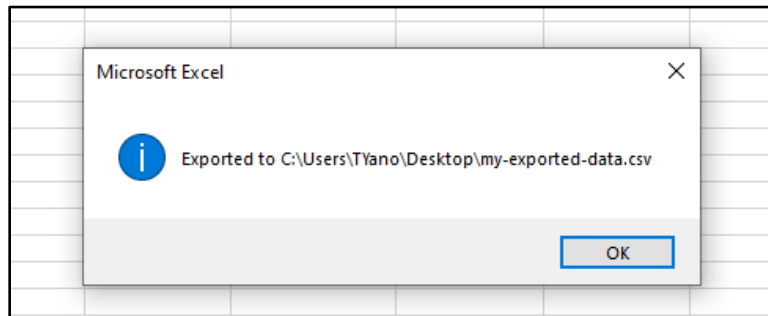 Microsoft Excel
Exported to C:\Users\TYano\Desktop\my-exported-data.csv
OK